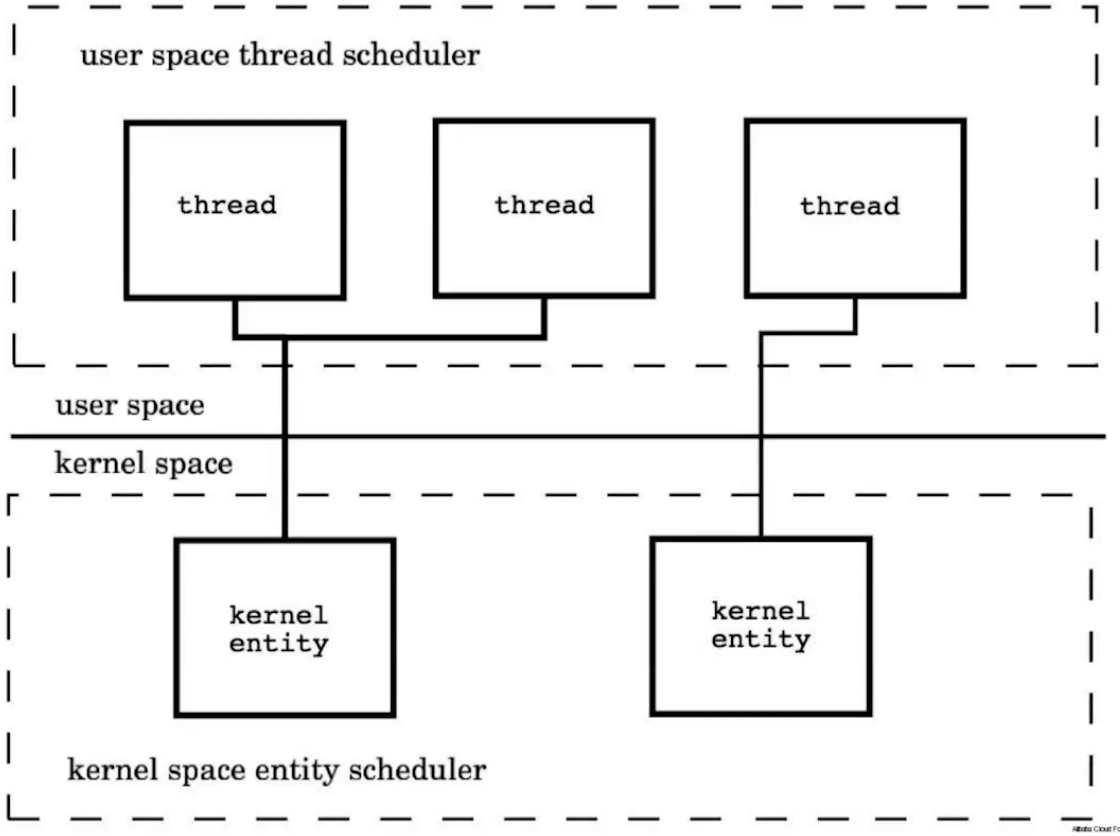 user space thread scheduler
thread
thread
thread
user space
kernel space
kernel
entity
kernel
entity
kernel space entity scheduler
Alibaba Cloud Fo